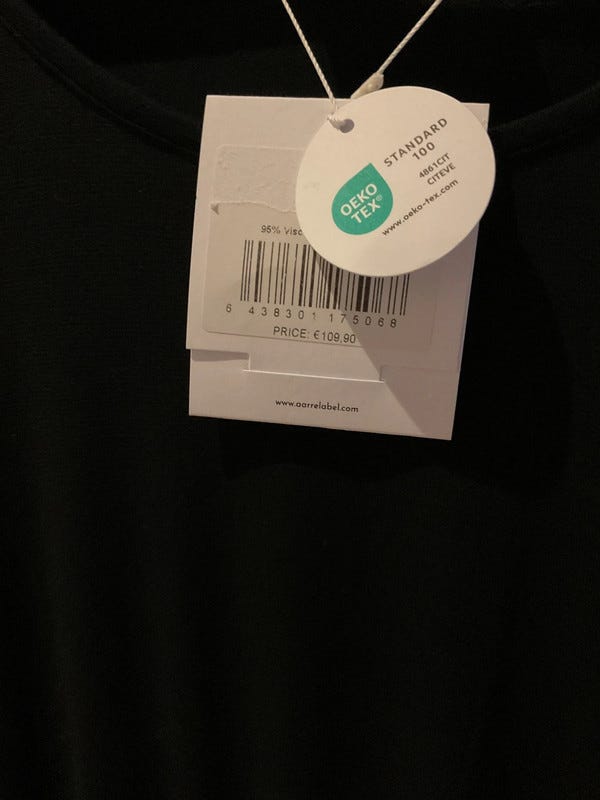 STANDARD
100
4861CIT
CITEVE
OEKO
TEX®
www.oeko-tex.com
95%
6 438301 175068
PRICE: €109,90
www.aarrelabel.com